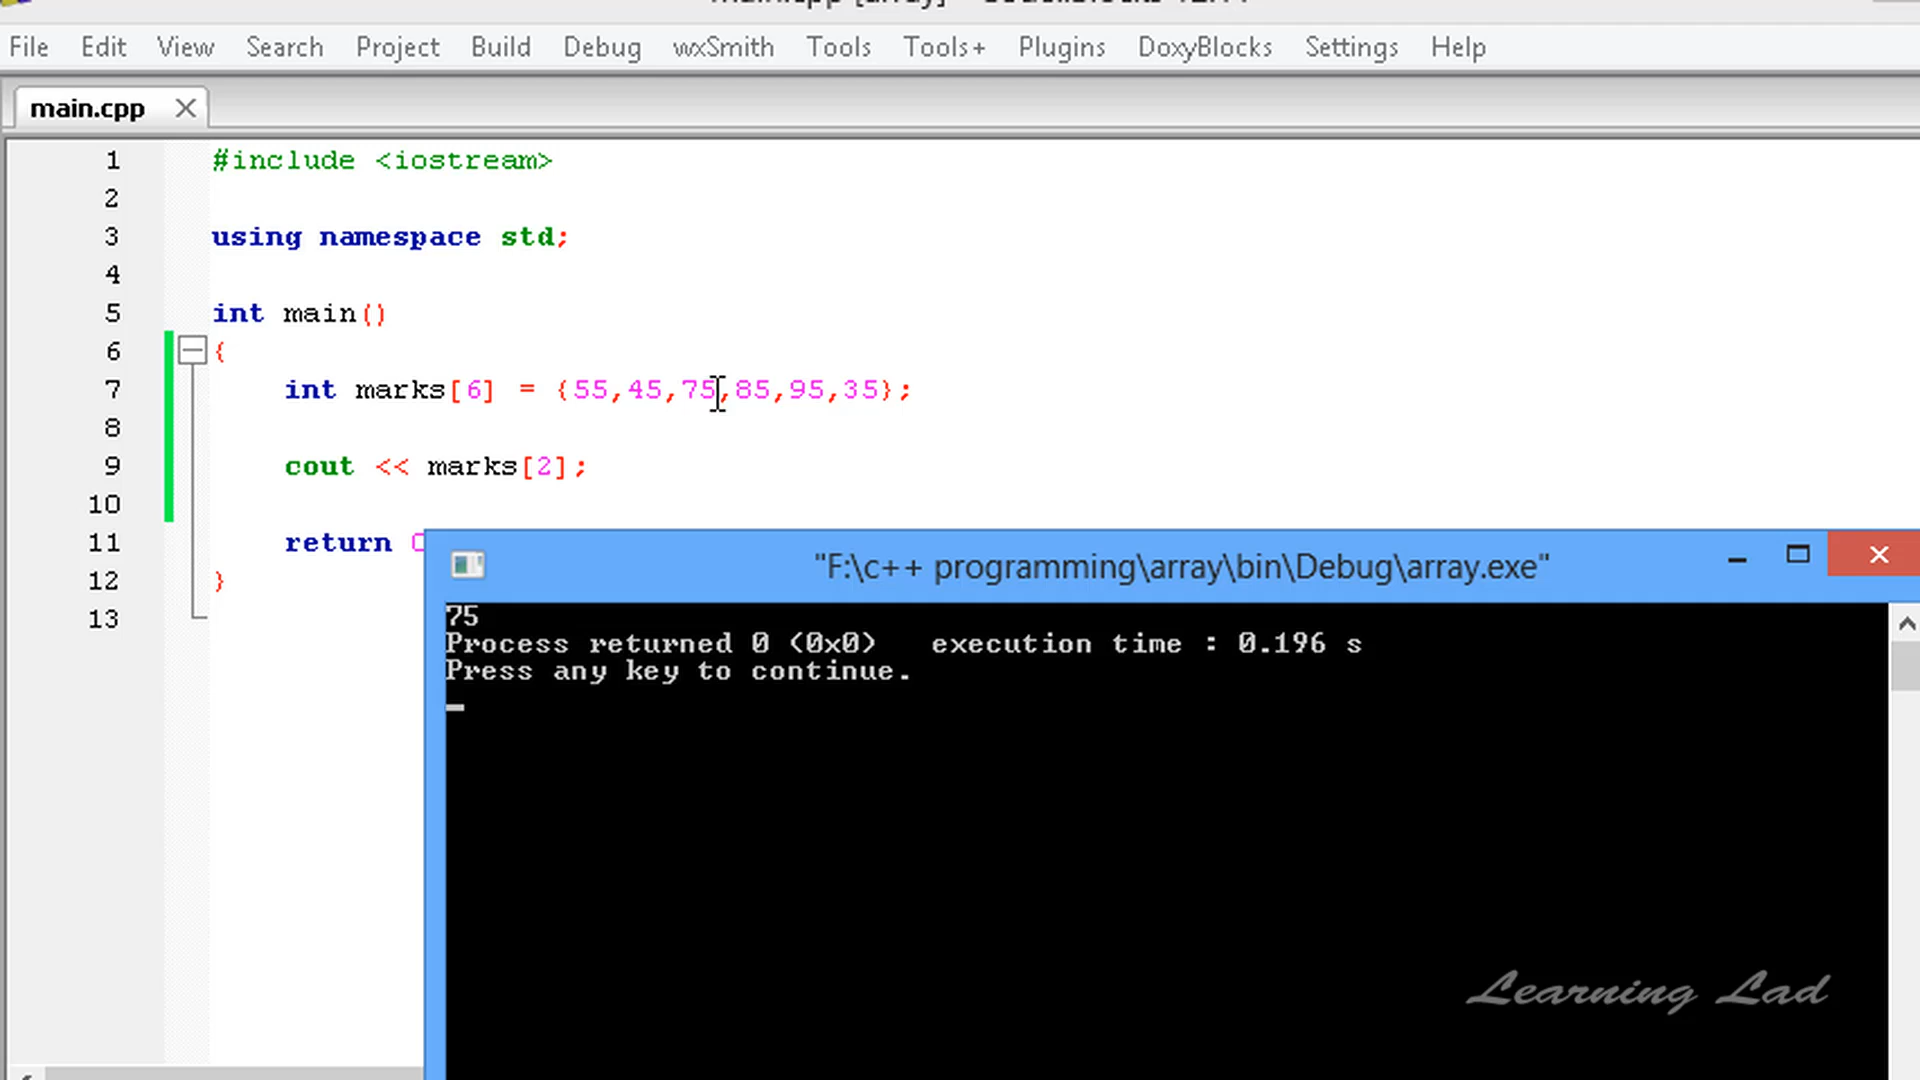 File Edit View Search Project Build Debug wxSmith Tools Tools+ Plugins DoxyBlocks Settings Help
main.cpp
1 #include <iostream>
2
3 using namespace std;
4
5 int main()
6 {
7 int marks[6] = {55,45,75,85,95,35};
8
9 cout << marks[2];
10
11 return
12 }
13
"F:\c++ programming\array\bin\Debug\array.exe"
75
Process returned 0 (0x0) execution time : 0.196 s
Press any key to continue.
Learning Lad